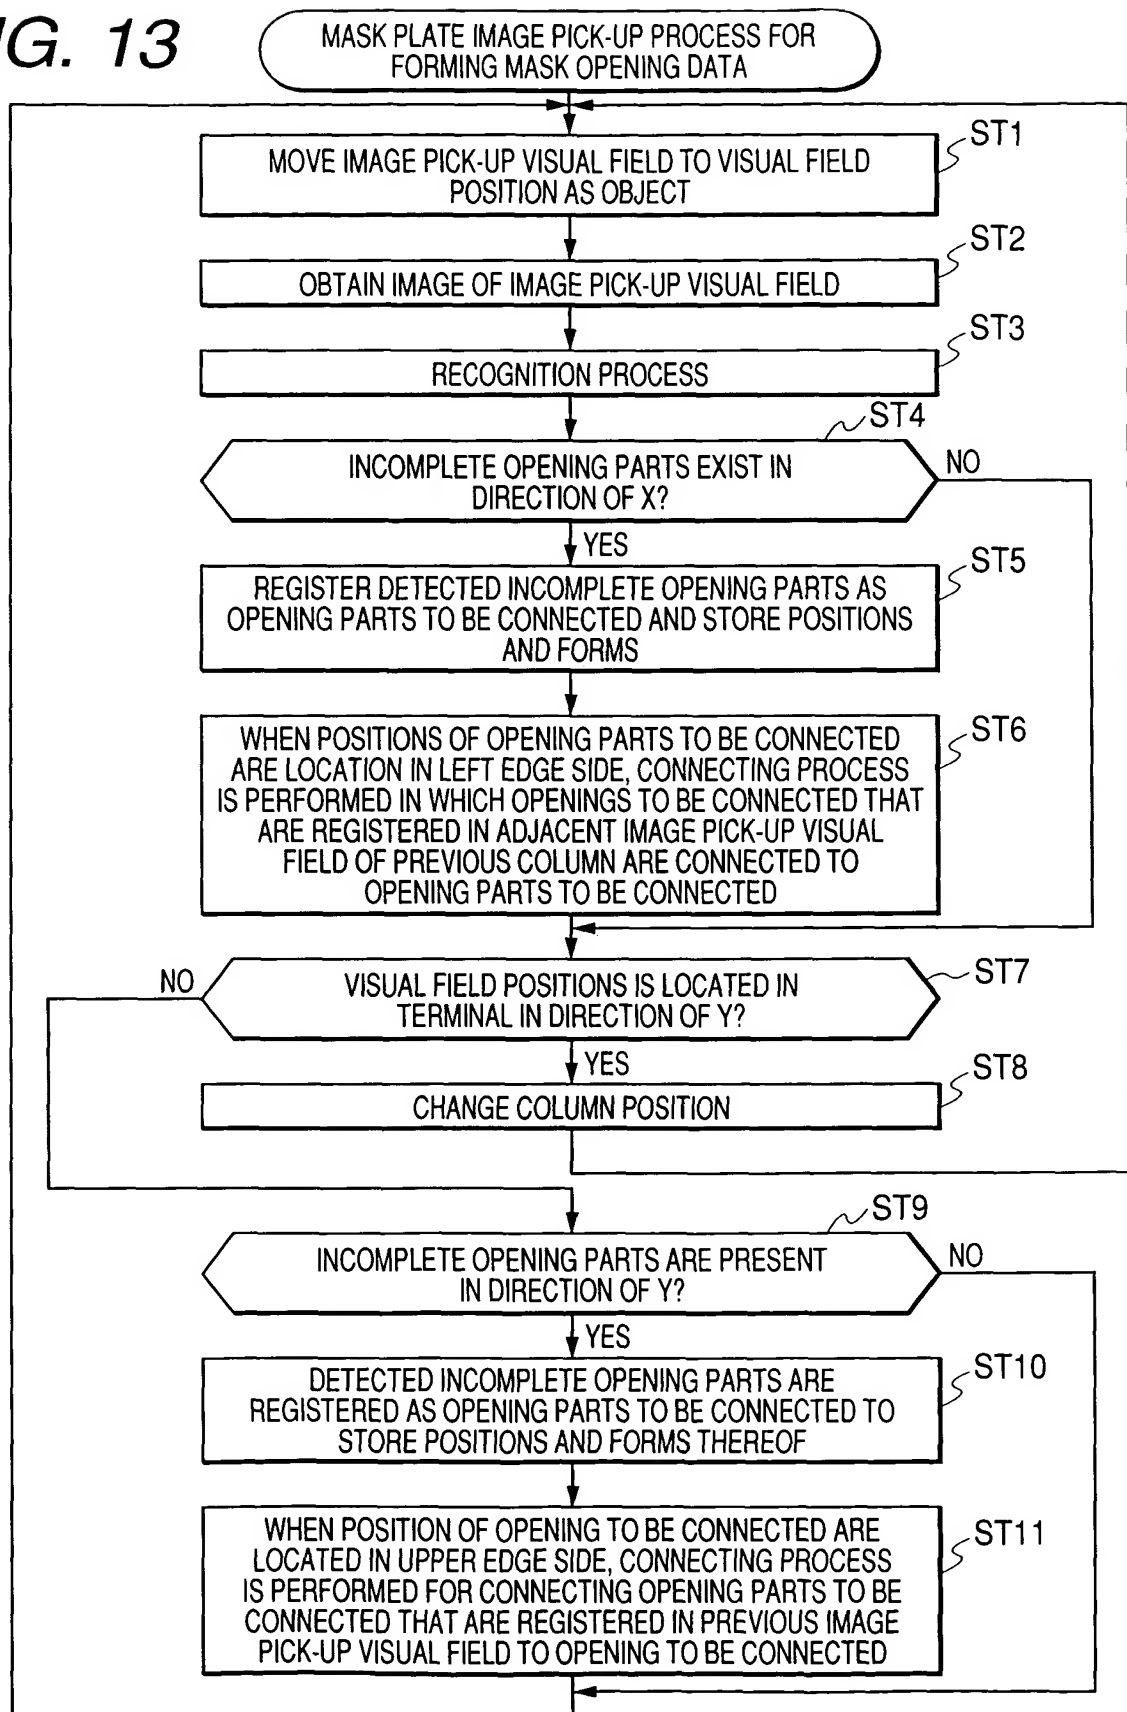 G. 13
MASK PLATE IMAGE PICK-UP PROCESS FOR
FORMING MASK OPENING DATA
ST1
MOVE IMAGE PICK-UP VISUAL FIELD TO VISUAL FIELD
POSITION AS OBJECT
ST2
OBTAIN IMAGE OF IMAGE PICK-UP VISUAL FIELD
ST3
RECOGNITION PROCESS
ST4
INCOMPLETE OPENING PARTS EXIST IN
DIRECTION OF X?
NO
YES
ST5
REGISTER DETECTED INCOMPLETE OPENING PARTS AS
OPENING PARTS TO BE CONNECTED AND STORE POSITIONS
AND FORMS
ST6
WHEN POSITIONS OF OPENING PARTS TO BE CONNECTED
ARE LOCATION IN LEFT EDGE SIDE, CONNECTING PROCESS
IS PERFORMED IN WHICH OPENINGS TO BE CONNECTED THAT
ARE REGISTERED IN ADJACENT IMAGE PICK-UP VISUAL
FIELD OF PREVIOUS COLUMN ARE CONNECTED TO
OPENING PARTS TO BE CONNECTED
NO
ST7
VISUAL FIELD POSITIONS IS LOCATED IN
TERMINAL IN DIRECTION OF Y?
YES
ST8
CHANGE COLUMN POSITION
ST9
INCOMPLETE OPENING PARTS ARE PRESENT
IN DIRECTION OF Y?
NO
YES
ST10
DETECTED INCOMPLETE OPENING PARTS ARE
REGISTERED AS OPENING PARTS TO BE CONNECTED TO
STORE POSITIONS AND FORMS THEREOF
ST11
WHEN POSITION OF OPENING TO BE CONNECTED ARE
LOCATED IN UPPER EDGE SIDE, CONNECTING PROCESS
IS PERFORMED FOR CONNECTING OPENING PARTS TO BE
CONNECTED THAT ARE REGISTERED IN PREVIOUS IMAGE
PICK-UP VISUAL FIELD TO OPENING TO BE CONNECTED